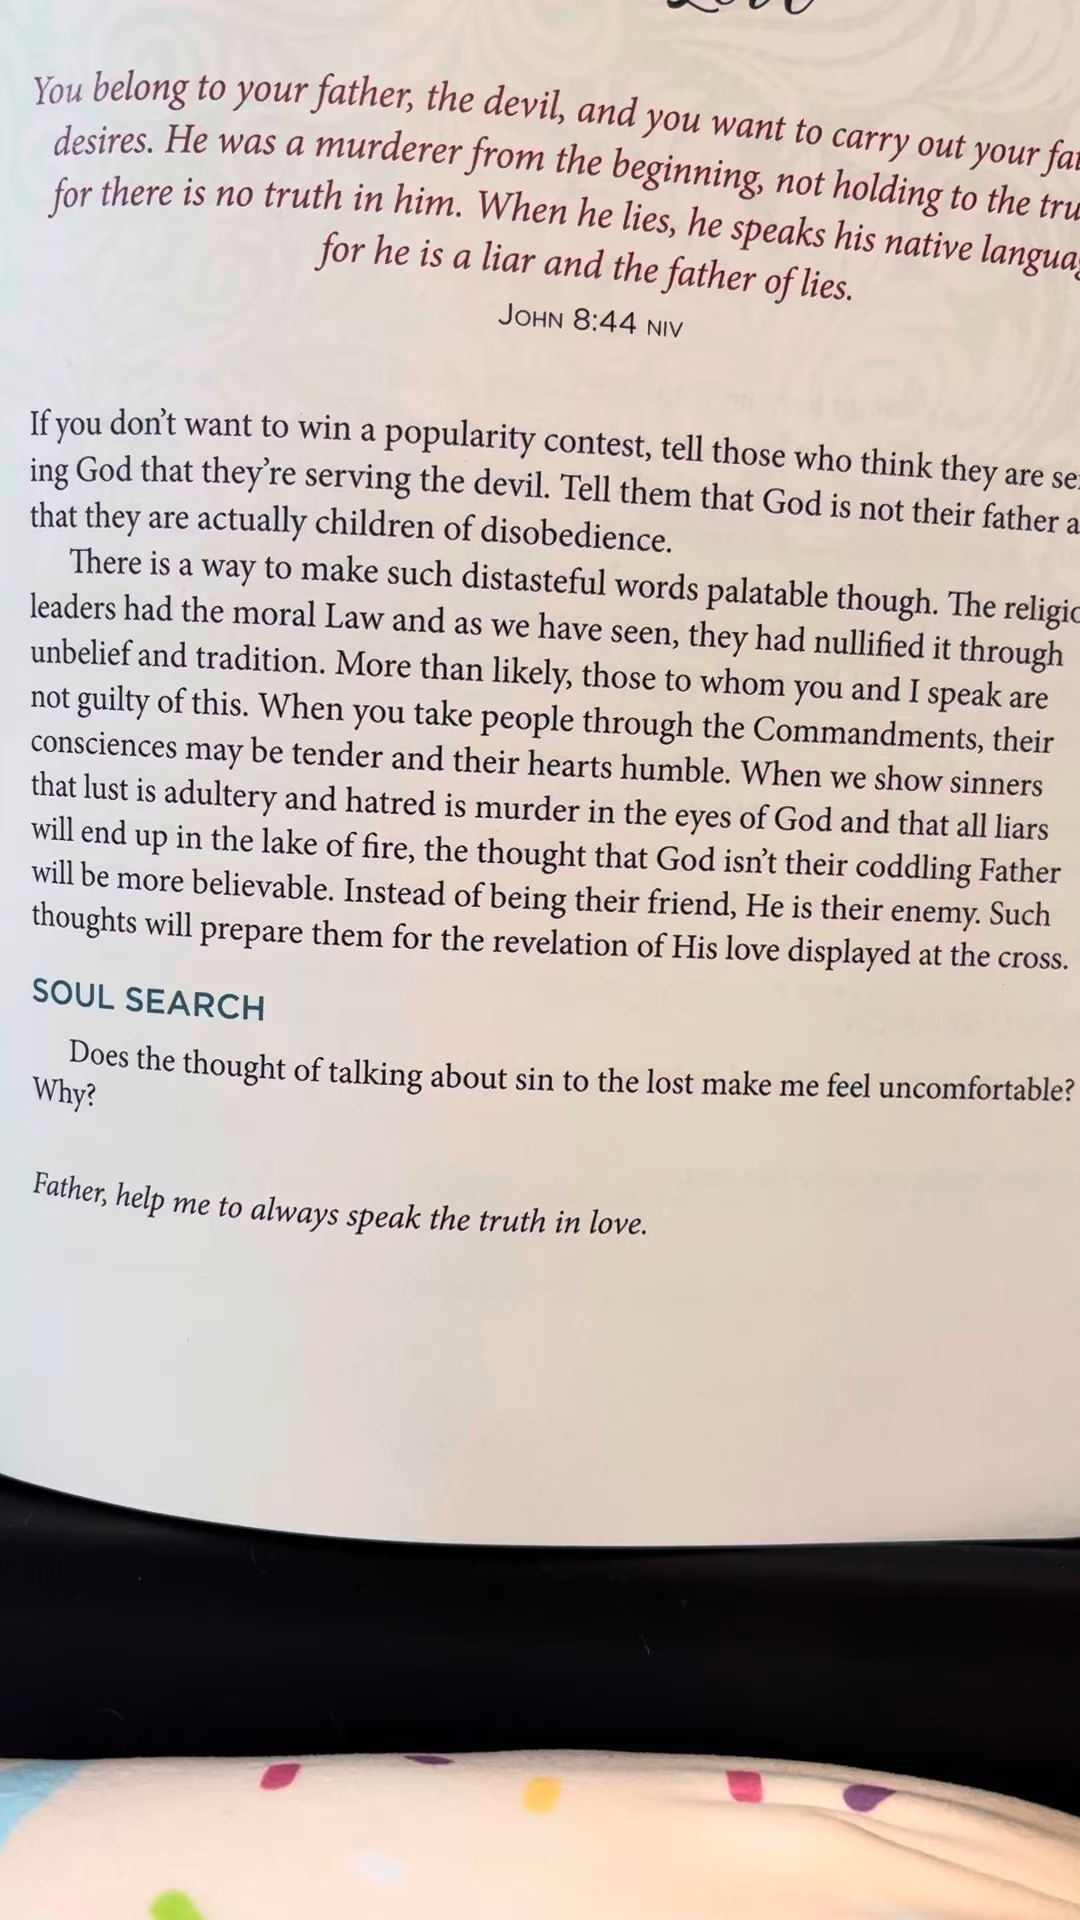 Love
You belong to your father, the devil, and you want to carry out your
desires. He was a murderer from the beginning, not holding to the
for there is no truth in him. When he lies, he speaks his native
for he is a liar and the father of lies.
JOHN 8:44 NIV
If you don't want to win a popularity contest, tell those who think they are
ing God that they're serving the devil. Tell them that God is not their father
that they are actually children of disobedience.
There is a way to make such distasteful words palatable though. The
leaders had the moral Law and as we have seen, they had nullified it through
unbelief and tradition. More than likely, those to whom you and I speak are
not guilty of this. When you take people through the Commandments, their
consciences may be tender and their hearts humble. When we show sinners
that lust is adultery and hatred is murder in the eyes of God and that all liars
will end up in the lake of fire, the thought that God isn't their coddling Father
will be more believable. Instead of being their friend, He is their enemy. Such
thoughts will prepare them for the revelation of His love displayed at the cross.
SOUL SEARCH
Does the thought of talking about sin to the lost make me feel uncomfortable?
Why?
Father, help me to always speak the truth in love.